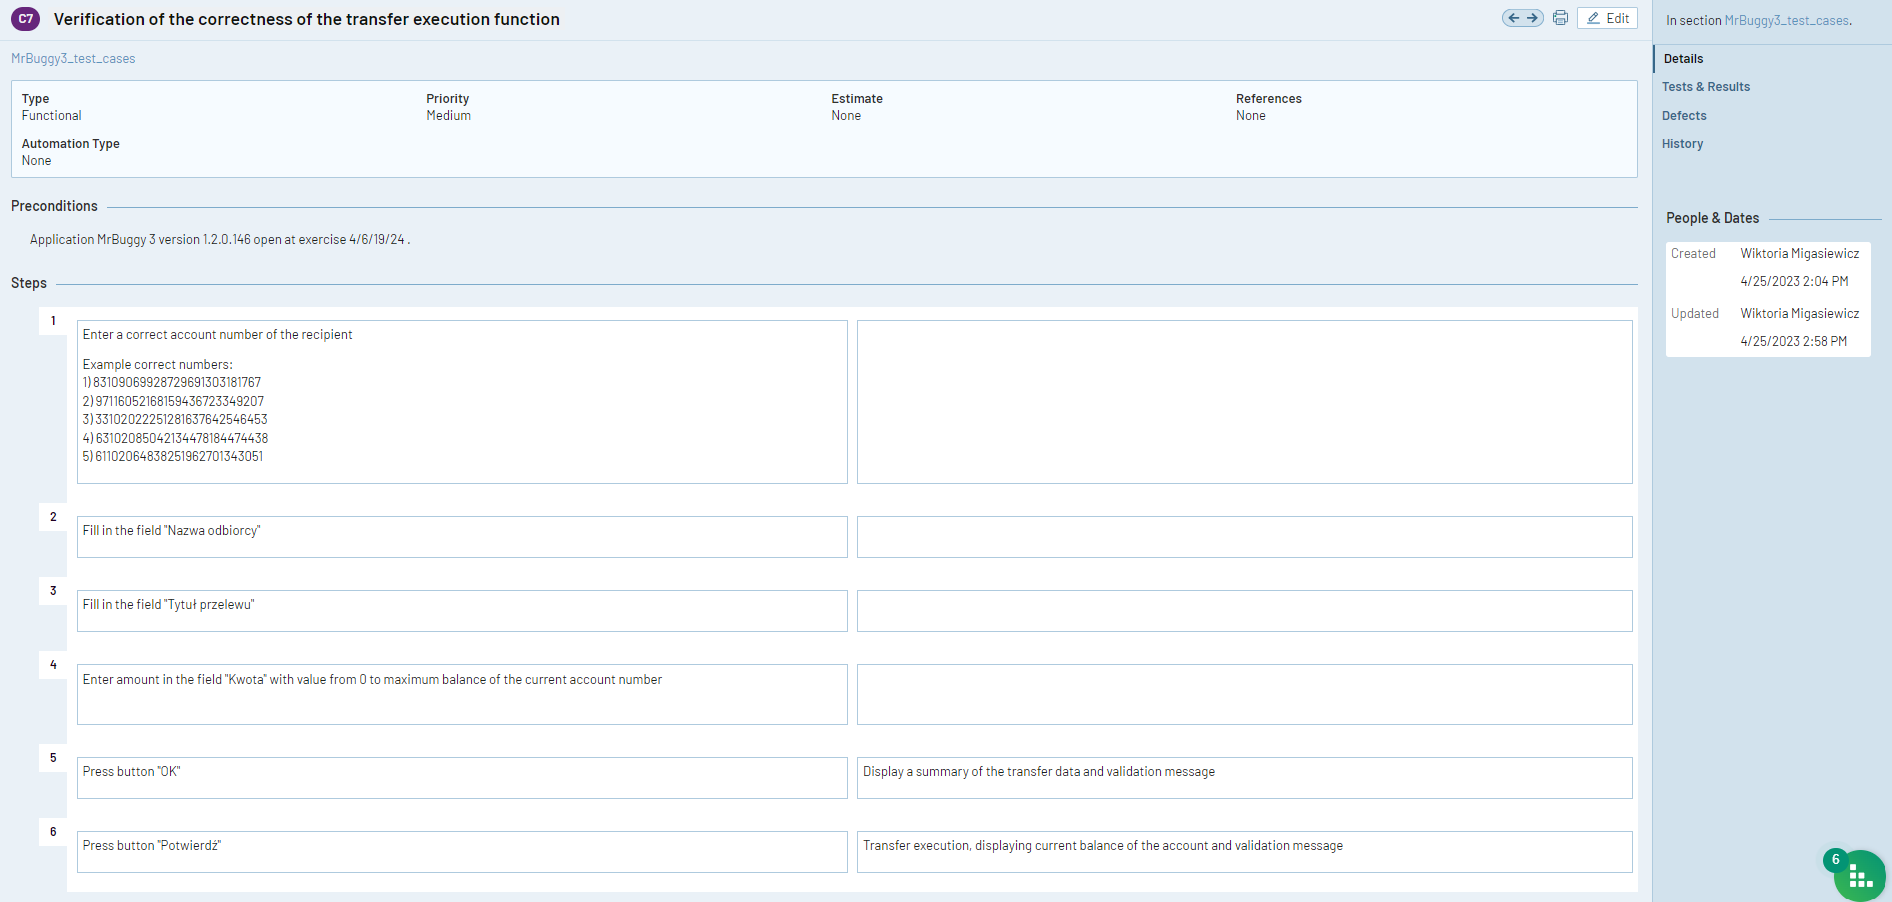 C7 Verification of the correctness of the transfer execution function
Edit
MrBuggy3_test_cases
Type
Functional
Priority
Medium
Estimate
None
References
None
Automation Type
None
Preconditions
Application MrBuggy 3 version 1.2.0.146 open at exercise 4/6/19/24 .
Steps
1
Enter a correct account number of the recipient
Example correct numbers:
1) 83109069928729691303181767
2) 97116052168159436723349207
3) 33102022251281637642546453
4) 63102085042134478184474438
5) 61102064838251962701343051
2
Fill in the field "Nazwa odbiorcy"
3
Fill in the field "Tytuł przelewu"
4
Enter amount in the field "Kwota" with value from 0 to maximum balance of the current account number
5
Press button "OK"
Display a summary of the transfer data and validation message
6
Press button "Potwierdź"
Transfer execution, displaying current balance of the account and validation message
In section MrBuggy3_test_cases.
Details
Tests & Results
Defects
History
People & Dates
Created Wiktoria Migasiewicz
4/25/2023 2:04 PM
Updated Wiktoria Migasiewicz
4/25/2023 2:58 PM
6